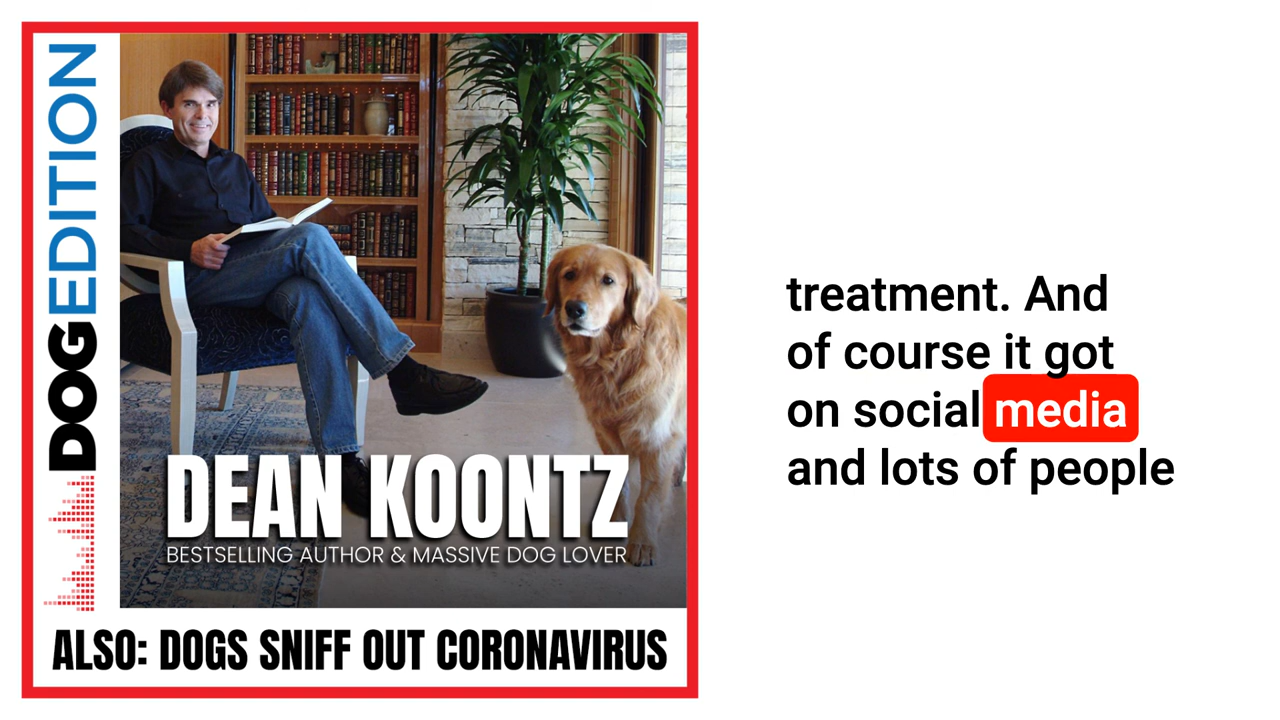 DOGEDITION
DEAN KOONTZ
BESTSELLING AUTHOR & MASSIVE DOG LOVER
ALSO: DOGS SNIFF OUT CORONAVIRUS
treatment. And
of course it got
on social media
and lots of people